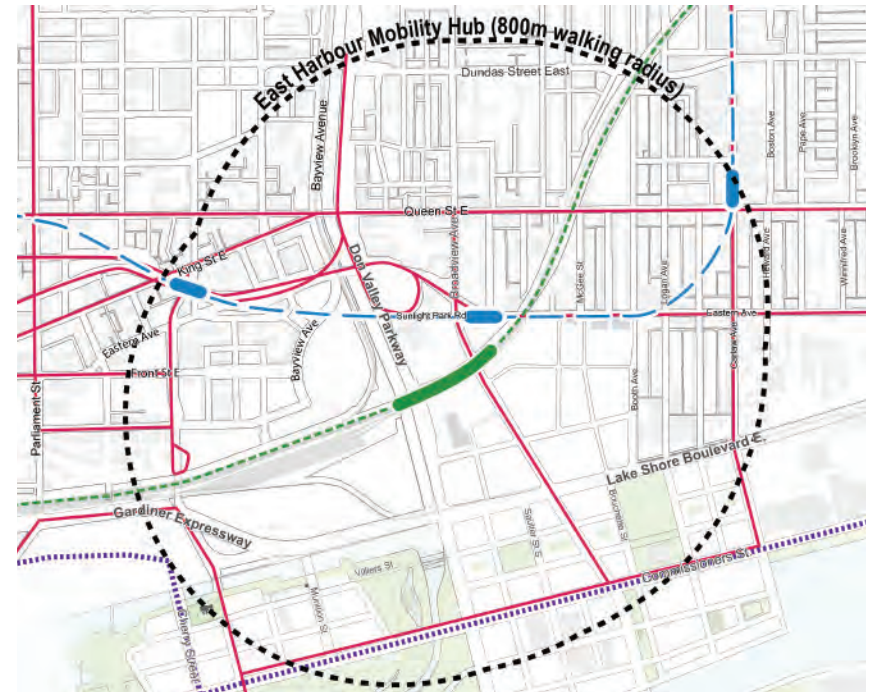 East Harbour Mobility Hub (800m walking radius)
Dundas Street East
Bayview Avenue
Boston Ave
Pape Ave
Brooklyn Ave
Queen St E
King St E
Don Valley Parkway
Broadview Ave
McGee St
Logan Ave
Heward Ave
Winnifred Ave
Sunlight Park Rd
Eastern Ave
Eastern Ave
Bayview Ave
Carlaw Ave
Front St E
Parliament St
Booth Ave
Lake Shore Boulevard E.
Gardiner Expressway
Saulter St S
Bouchette St
Villiers St
Munition St
Commissioners St
Cherry Street